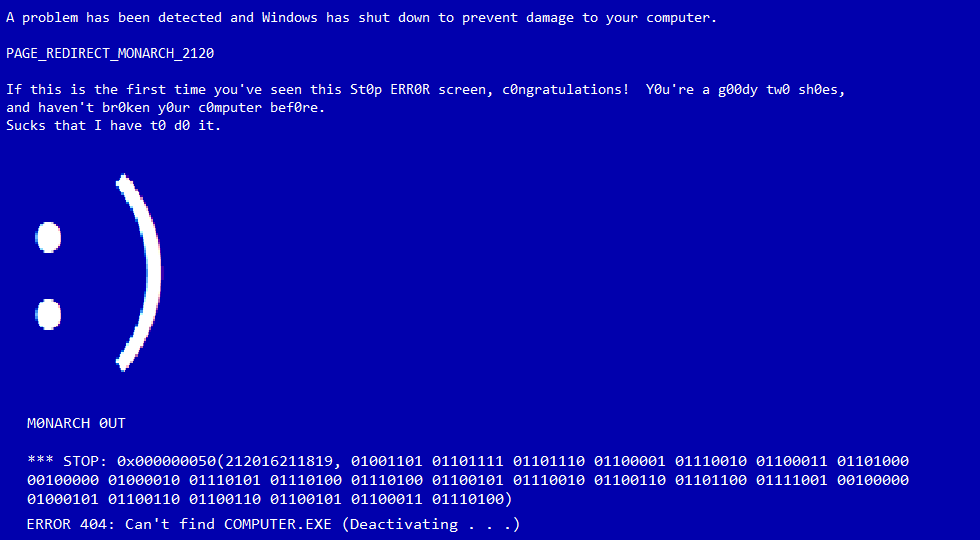 A problem has been detected and Windows has shut down to prevent damage to your computer.
PAGE_REDIRECT_MONARCH_2120
If this is the first time you've seen this St0p ERR0R screen, c0ngratulations!  Y0u're a g00dy tw0 sh0es,
and haven't br0ken y0ur c0mputer bef0re.
Sucks that I have t0 d0 it.
:)
M0NARCH 0UT
*** STOP: 0x000000050(212016211819, 01001101 01101111 01101110 01100001 01110010 01100011 01101000
00100000 01000010 01110101 01110100 01110100 01100101 01110010 01100110 01101100 01111001 00100000
01000101 01100110 01100110 01100101 01100011 01110100)
ERROR 404: Can't find COMPUTER.EXE (Deactivating . . .)